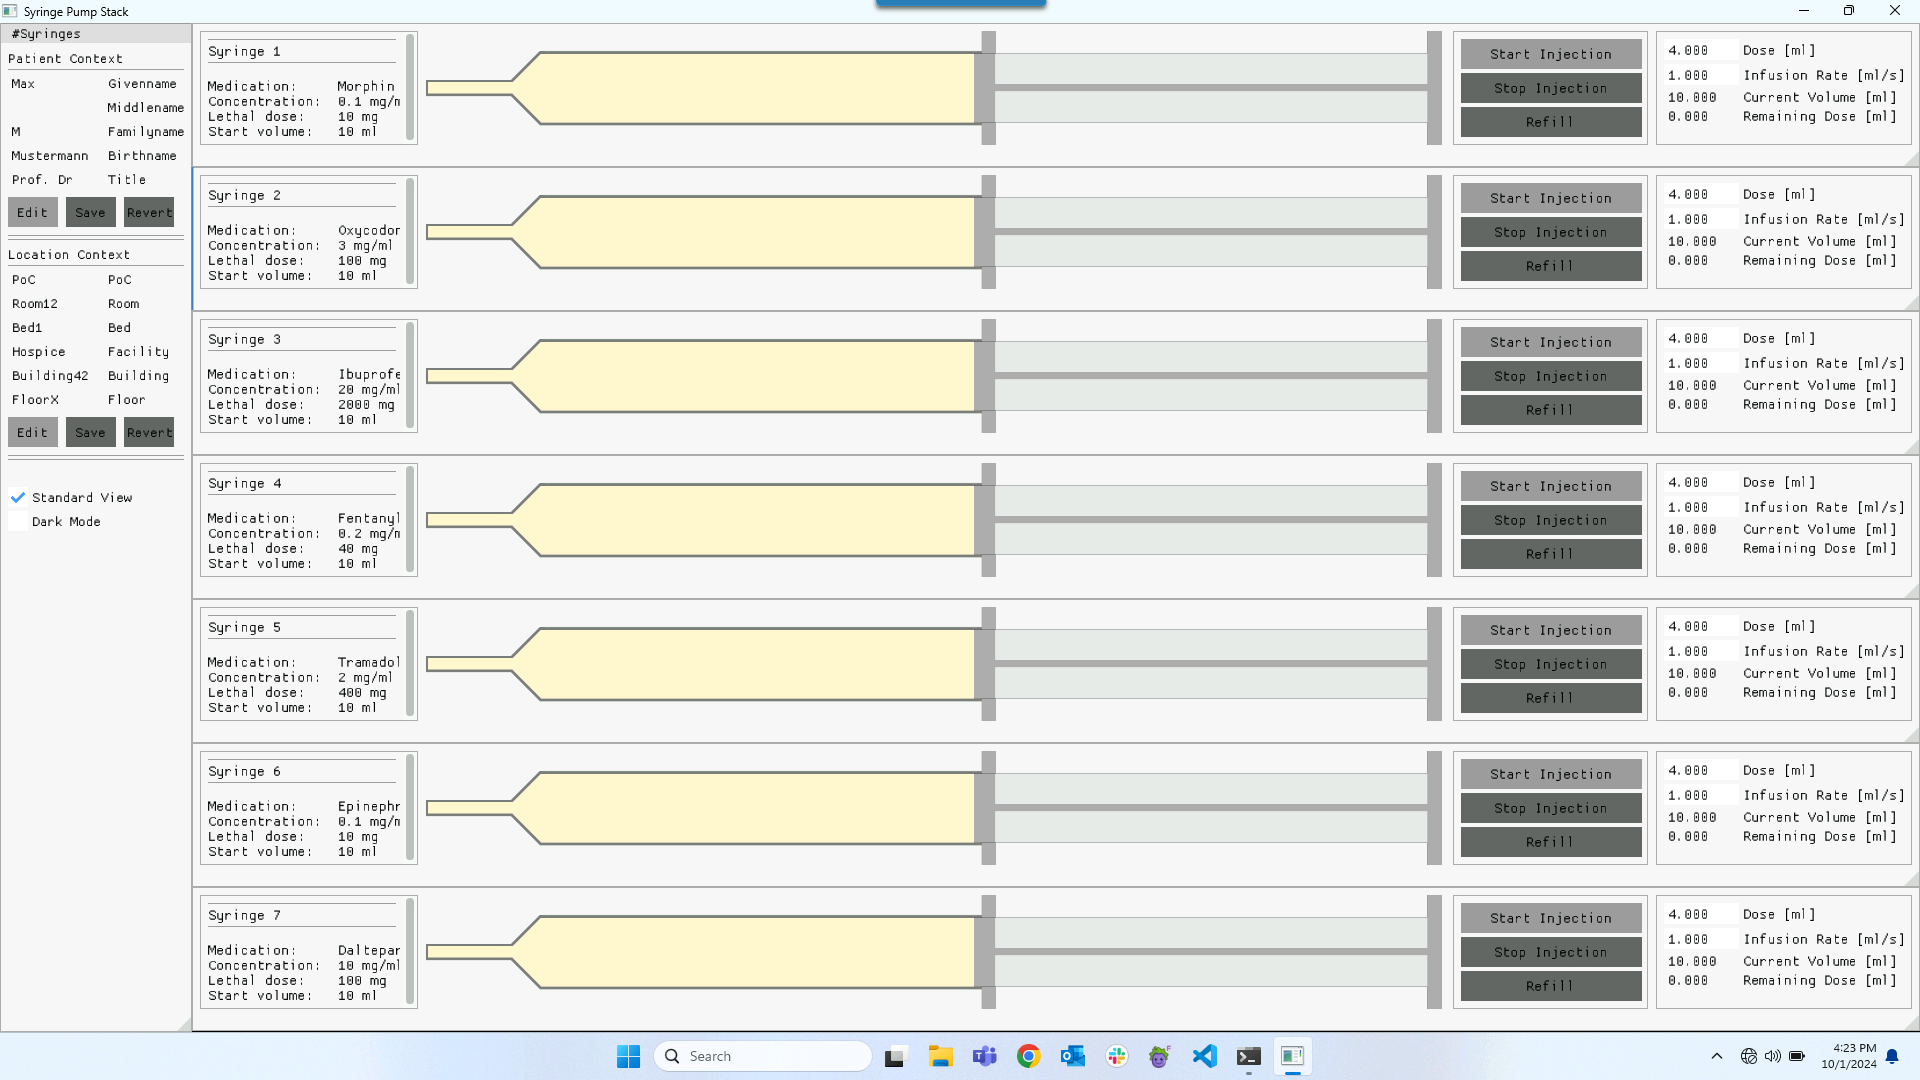 Syringe Pump Stack
#Syringes
Patient Context
Max Givenname
Middlename
M Familyname
Mustermann Birthname
Prof. Dr Title
Edit Save Revert
Location Context
PoC PoC
Room12 Room
Bed1 Bed
Hospice Facility
Building42 Building
FloorX Floor
Edit Save Revert
Standard View
Dark Mode
Syringe 1
Medication: Morphin
Concentration: 0.1 mg/m
Lethal dose: 10 mg
Start volume: 10 ml
Start Injection
Stop Injection
Refill
4.000 Dose [ml]
1.000 Infusion Rate [ml/s]
10.000 Current Volume [ml]
0.000 Remaining Dose [ml]
Syringe 2
Medication: Oxycodor
Concentration: 3 mg/ml
Lethal dose: 100 mg
Start volume: 10 ml
Start Injection
Stop Injection
Refill
4.000 Dose [ml]
1.000 Infusion Rate [ml/s]
10.000 Current Volume [ml]
0.000 Remaining Dose [ml]
Syringe 3
Medication: Ibuprofe
Concentration: 20 mg/ml
Lethal dose: 2000 mg
Start volume: 10 ml
Start Injection
Stop Injection
Refill
4.000 Dose [ml]
1.000 Infusion Rate [ml/s]
10.000 Current Volume [ml]
0.000 Remaining Dose [ml]
Syringe 4
Medication: Fentanyl
Concentration: 0.2 mg/m
Lethal dose: 40 mg
Start volume: 10 ml
Start Injection
Stop Injection
Refill
4.000 Dose [ml]
1.000 Infusion Rate [ml/s]
10.000 Current Volume [ml]
0.000 Remaining Dose [ml]
Syringe 5
Medication: Tramadol
Concentration: 2 mg/ml
Lethal dose: 400 mg
Start volume: 10 ml
Start Injection
Stop Injection
Refill
4.000 Dose [ml]
1.000 Infusion Rate [ml/s]
10.000 Current Volume [ml]
0.000 Remaining Dose [ml]
Syringe 6
Medication: Epinephr
Concentration: 0.1 mg/m
Lethal dose: 10 mg
Start volume: 10 ml
Start Injection
Stop Injection
Refill
4.000 Dose [ml]
1.000 Infusion Rate [ml/s]
10.000 Current Volume [ml]
0.000 Remaining Dose [ml]
Syringe 7
Medication: Daltepar
Concentration: 10 mg/ml
Lethal dose: 100 mg
Start volume: 10 ml
Start Injection
Stop Injection
Refill
4.000 Dose [ml]
1.000 Infusion Rate [ml/s]
10.000 Current Volume [ml]
0.000 Remaining Dose [ml]
Search
4:23 PM
10/1/2024